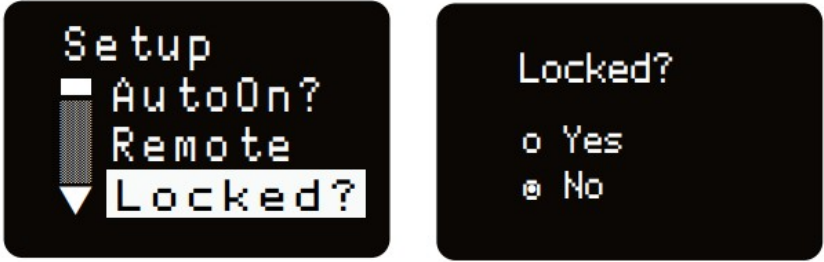 Setup
AutoOn?
Remote
Locked?
Locked?
Yes
No